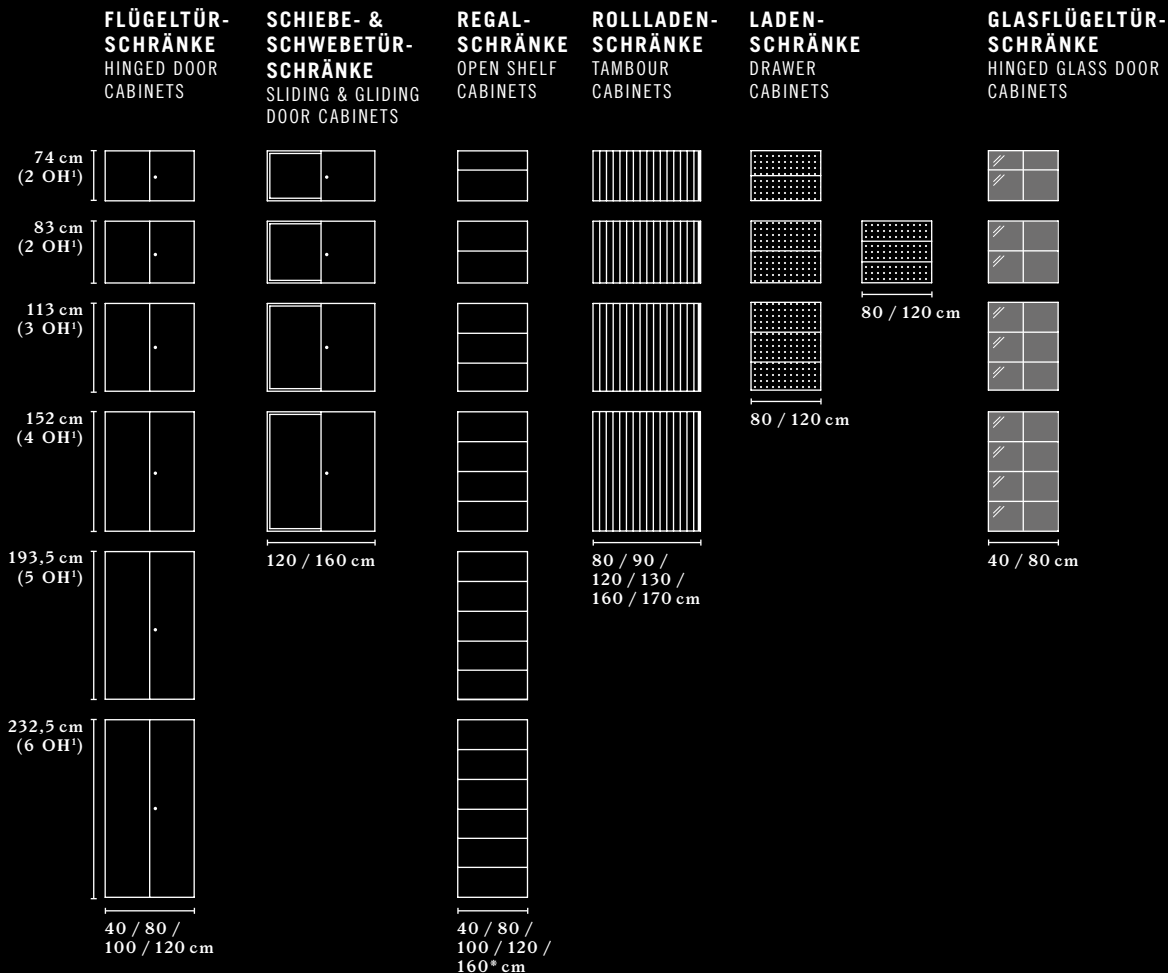 FLÜGELTÜR-
SCHRÄNKE
HINGED DOOR
CABINETS
SCHIEBE- &
SCHWEBETÜR-
SCHRÄNKE
SLIDING & GLIDING
DOOR CABINETS
REGAL-
SCHRÄNKE
OPEN SHELF
CABINETS
ROLLLADEN-
SCHRÄNKE
TAMBOUR
CABINETS
LADEN-
SCHRÄNKE
DRAWER
CABINETS
GLASFLÜGELTÜR-
SCHRÄNKE
HINGED GLASS DOOR
CABINETS
74 cm
(2 OH¹)
83 cm
(2 OH¹)
113 cm
(3 OH¹)
80 / 120 cm
152 cm
(4 OH¹)
80 / 120 cm
193,5 cm
(5 OH¹)
120 / 160 cm
80 / 90 /
120 / 130 /
160 / 170 cm
40 / 80 cm
232,5 cm
(6 OH¹)
40 / 80 /
100 / 120 cm
40 / 80 /
100 / 120 /
160* cm